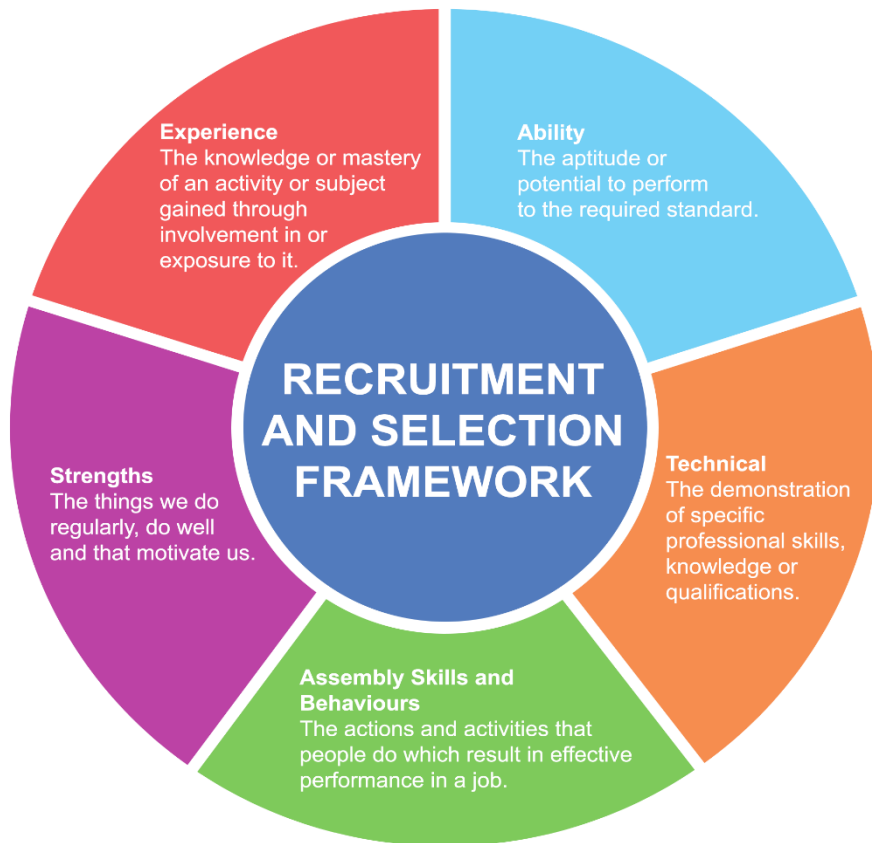 Experience
The knowledge or mastery
of an activity or subject
gained through
involvement in or
exposure to it.
Ability
The aptitude or
potential to perform
to the required standard.
RECRUITMENT
AND SELECTION
FRAMEWORK
Strengths
The things we do
regularly, do well
and that motivate us.
Technical
The demonstration
of specific
professional skills,
knowledge or
qualifications.
Assembly Skills and
Behaviours
The actions and activities that
people do which result in effective
performance in a job.